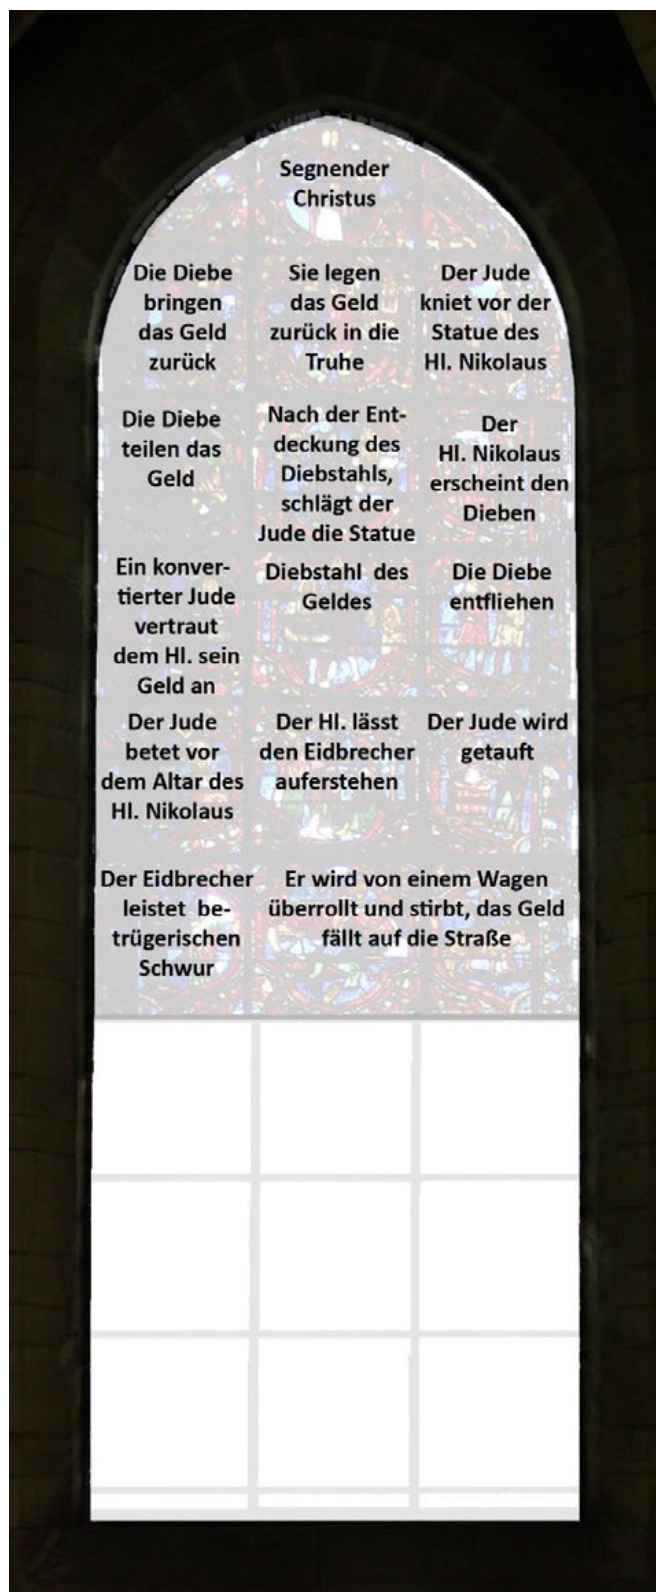 Segnender
Christus
Die Diebe
bringen
das Geld
zurück
Sie legen
das Geld
zurück in die
Truhe
Der Jude
kniet vor der
Statue des
Hl. Nikolaus
Die Diebe
teilen das
Geld
Nach der Ent-
deckung des
Diebstahls,
schlägt der
Jude die Statue
Der
Hl. Nikolaus
erscheint den
Dieben
Ein konver-
tierter Jude
vertraut
dem Hl. sein
Geld an
Diebstahl des
Geldes
Die Diebe
entfliehen
Der Jude
betet vor
dem Altar des
Hl. Nikolaus
Der Hl. lässt
den Eidbrecher
auferstehen
Der Jude wird
getauft
Der Eidbrecher
leistet be-
trügerischen
Schwur
Er wird von einem Wagen
überrollt und stirbt, das Geld
fällt auf die Straße